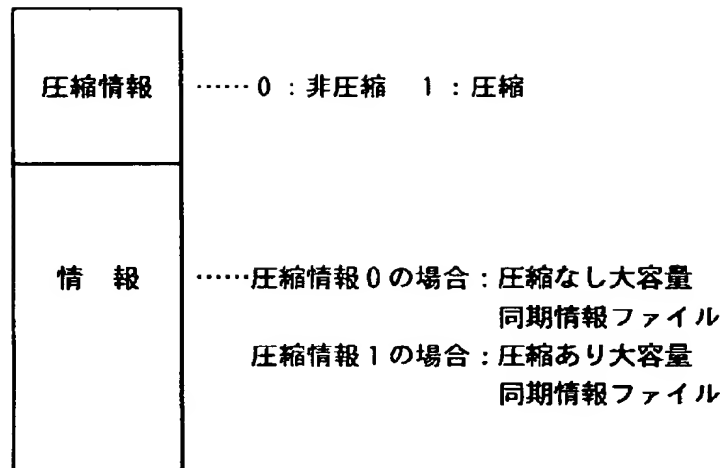 圧縮情報 ……0：非圧縮　1：圧縮
情　報 ……圧縮情報0の場合：圧縮なし大容量
同期情報ファイル
圧縮情報1の場合：圧縮あり大容量
同期情報ファイル